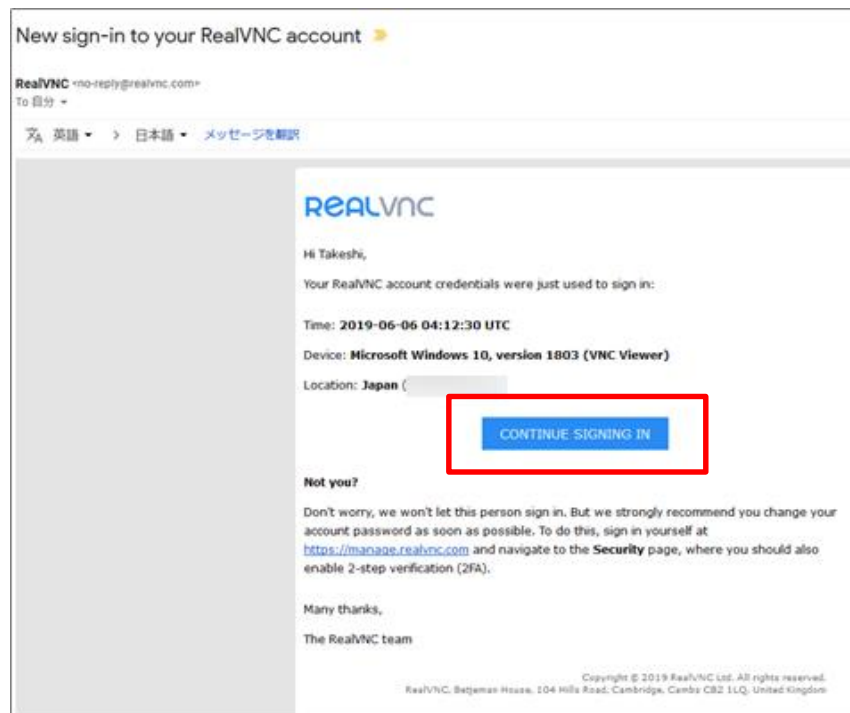 New sign-in to your RealVNC account
RealVNC <no-reply@realvnc.com>
To 自分
英語 > 日本語 メッセージを翻訳
REALVNC
Hi Takeshi,
Your RealVNC account credentials were just used to sign in:
Time: 2019-06-06 04:12:30 UTC
Device: Microsoft Windows 10, version 1803 (VNC Viewer)
Location: Japan (
CONTINUE SIGNING IN
Not you?
Don't worry, we won't let this person sign in. But we strongly recommend you change your
account password as soon as possible. To do this, sign in yourself at
https://manage.realvnc.com and navigate to the Security page, where you should also
enable 2-step verification (2FA).
Many thanks,
The RealVNC team
Copyright © 2019 RealVNC Ltd. All rights reserved.
RealVNC, Betjeman House, 104 Hills Road, Cambridge, Cambs CB2 1LQ, United Kingdom